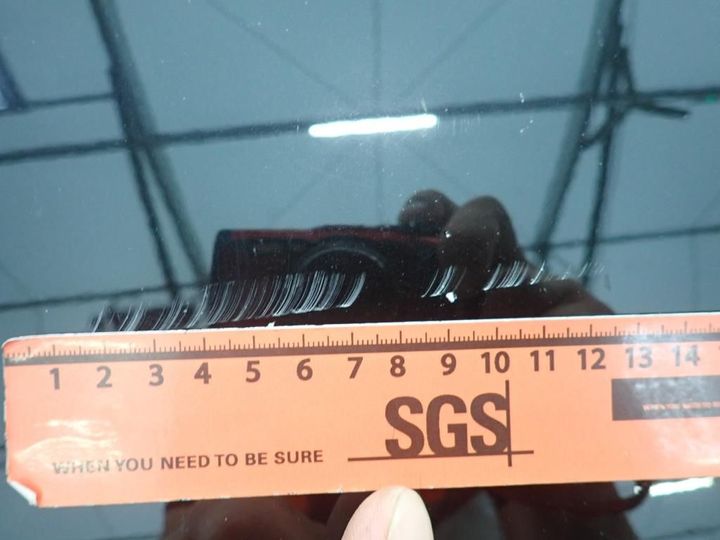 1 2 3 4 5 6 7 8 9 10 11 12 13 14
SGS
WHEN YOU NEED TO BE SURE